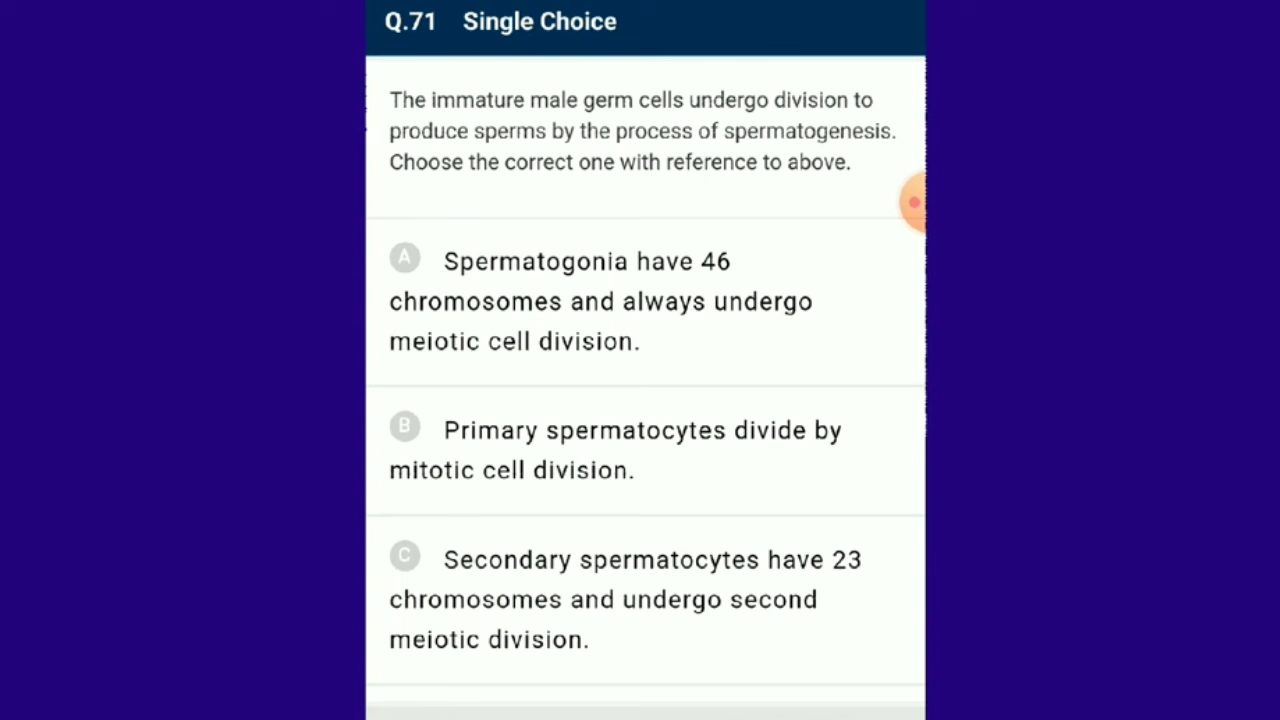 Q.71 Single Choice
The immature male germ cells undergo division to
produce sperms by the process of spermatogenesis.
Choose the correct one with reference to above.
A Spermatogonia have 46
chromosomes and always undergo
meiotic cell division.
B Primary spermatocytes divide by
mitotic cell division.
C Secondary spermatocytes have 23
chromosomes and undergo second
meiotic division.